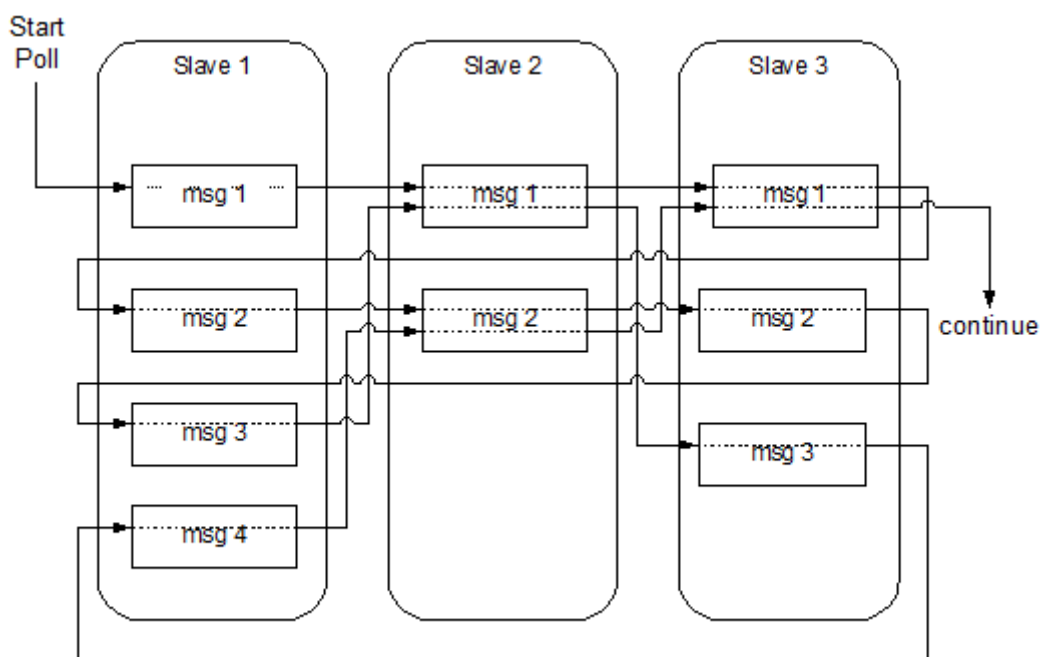 Start
Poll
Slave 1
Slave 2
Slave 3
msg 1
msg 1
msg 1
msg 2
msg 2
msg 2
continue
msg 3
msg 3
msg 4